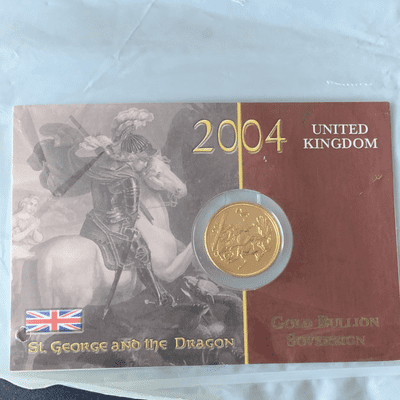 2004
UNITED
KINGDOM
St. George and the Dragon
Gold Bullion
Sovereign